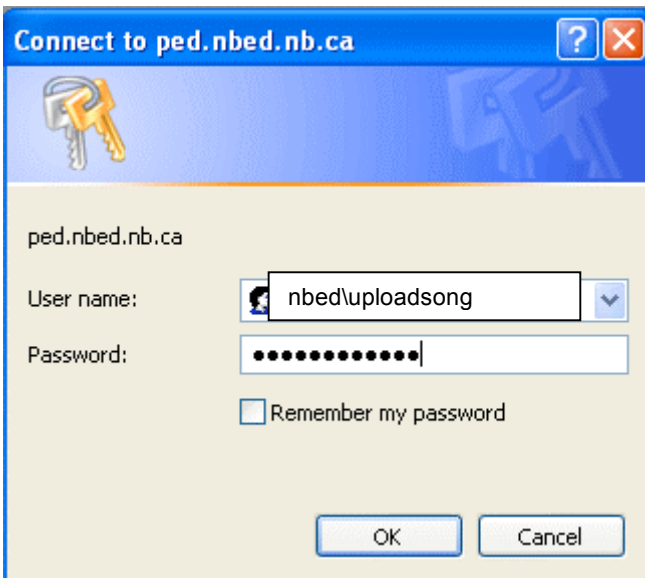 Connect to ped.nbed.nb.ca
ped.nbed.nb.ca
User name: nbed\uploadsong
Password: ●●●●●●●●●●●●
Remember my password
OK Cancel